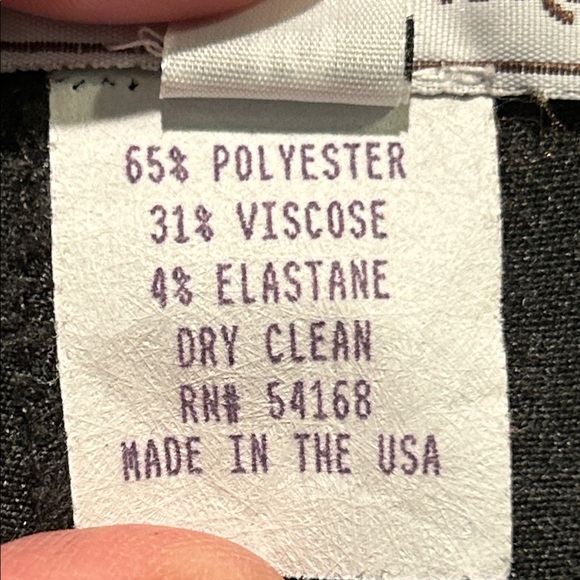 65% POLYESTER
31% VISCOSE
4% ELASTANE
DRY CLEAN
RN# 54168
MADE IN THE USA